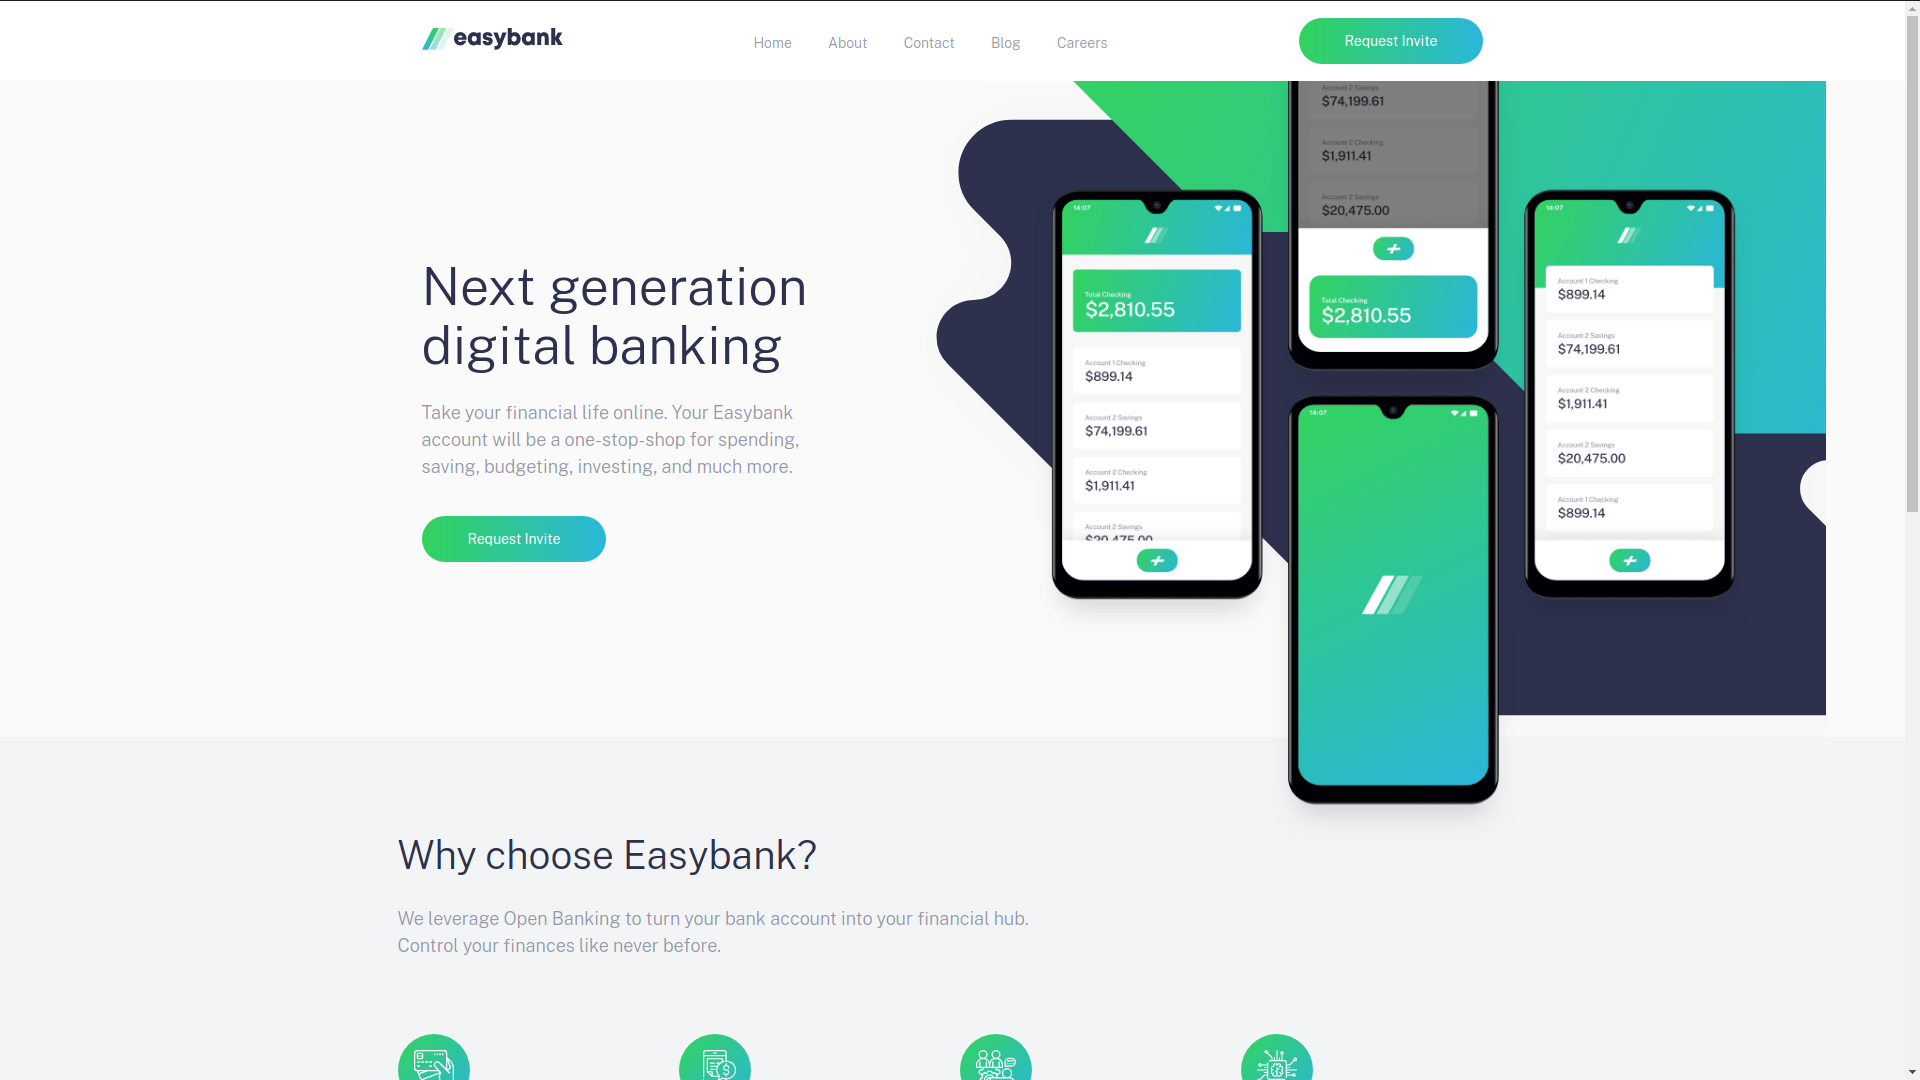 easybank
Home
About
Contact
Blog
Careers
Request Invite
Next generation
digital banking
Take your financial life online. Your Easybank
account will be a one-stop-shop for spending,
saving, budgeting, investing, and much more.
Request Invite
14:07
Total Checking
$2,810.55
Account 1 Checking
$899.14
Account 2 Savings
$74,199.61
Account 2 Checking
$1,911.41
Account 2 Savings
$20,475.00
Account 2 Savings
$74,199.61
Account 2 Checking
$1,911.41
Account 2 Savings
$20,475.00
Total Checking
$2,810.55
14:07
14:07
Account 1 Checking
$899.14
Account 2 Savings
$74,199.61
Account 2 Checking
$1,911.41
Account 2 Savings
$20,475.00
Account 1 Checking
$899.14
Why choose Easybank?
We leverage Open Banking to turn your bank account into your financial hub.
Control your finances like never before.